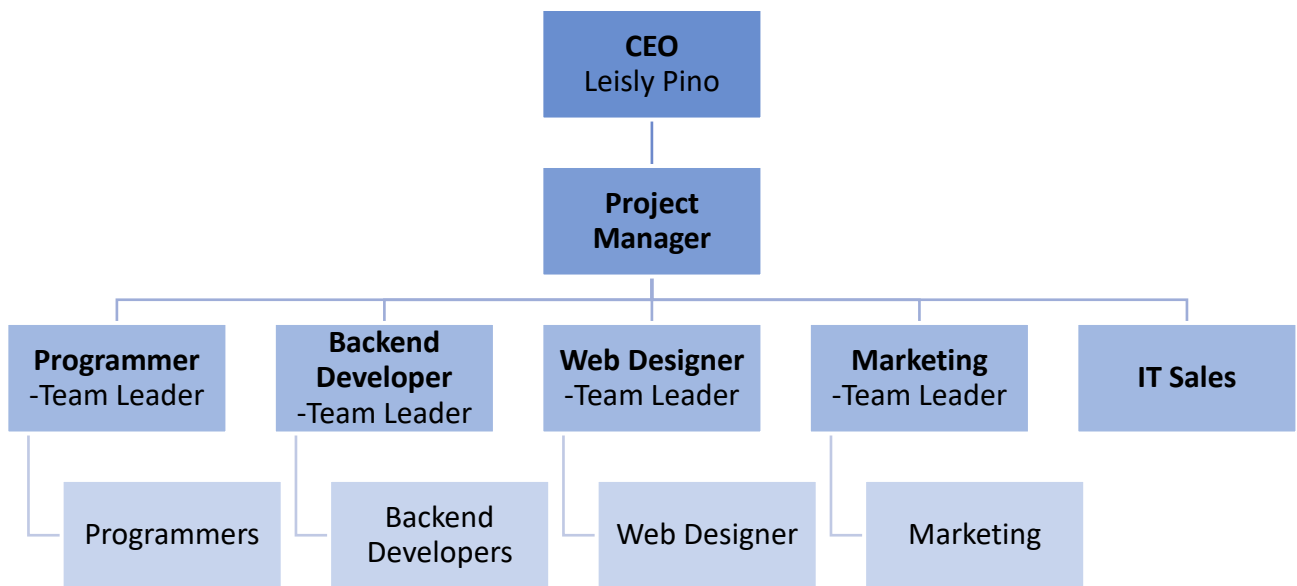 CEO
Leisly Pino
Project
Manager
Programmer
-Team Leader
Backend
Developer
-Team Leader
Web Designer
-Team Leader
Marketing
-Team Leader
IT Sales
Programmers
Backend
Developers
Web Designer
Marketing